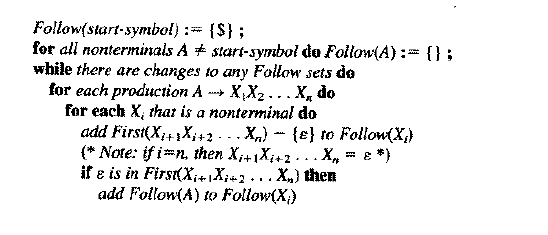 Follow(start-symbol) := {$} ;
for all nonterminals A ≠ start-symbol do Follow(A) := {} ;
while there are changes to any Follow sets do
for each production A → X₁X₂ . . . Xₙ do
for each Xᵢ that is a nonterminal do
add First(Xᵢ₊₁Xᵢ₊₂ . . . Xₙ) − {ε} to Follow(Xᵢ)
(* Note: if i=n, then Xᵢ₊₁Xᵢ₊₂ . . . Xₙ = ε *)
if ε is in First(Xᵢ₊₁Xᵢ₊₂ . . . Xₙ) then
add Follow(A) to Follow(Xᵢ)